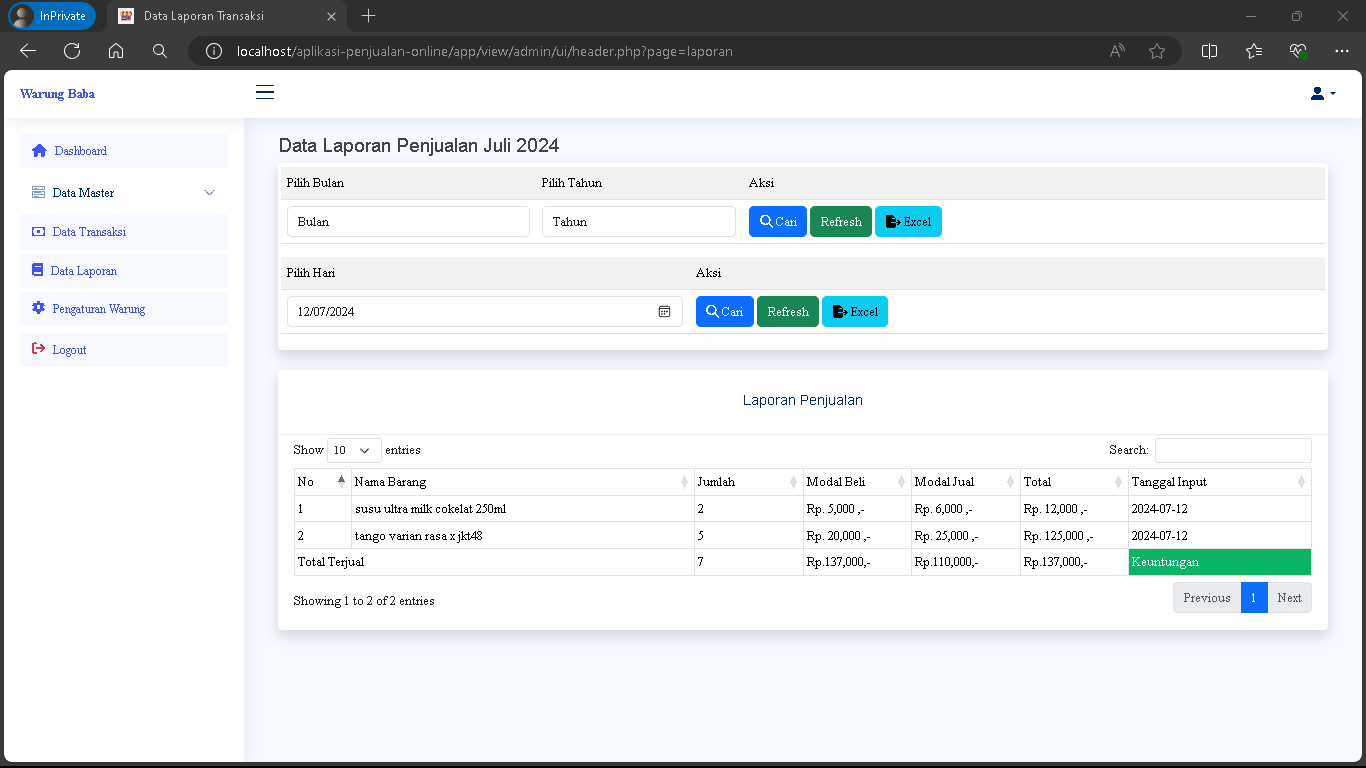 InPrivate
Data Laporan Transaksi
localhost/aplikasi-penjualan-online/app/view/admin/ui/header.php?page=laporan
Warung Baba
Dashboard
Data Master
Data Transaksi
Data Laporan
Pengaturan Warung
Logout
Data Laporan Penjualan Juli 2024
Pilih Bulan Pilih Tahun Aksi
Bulan Tahun Cari Refresh Excel
Pilih Hari Aksi
12/07/2024 Cari Refresh Excel
Laporan Penjualan
Show 10 entries Search:
No Nama Barang Jumlah Modal Beli Modal Jual Total Tanggal Input
1 susu ultra milk cokelat 250ml 2 Rp. 5,000 ,- Rp. 6,000 ,- Rp. 12,000 ,- 2024-07-12
2 tango varian rasa x jkt48 5 Rp. 20,000 ,- Rp. 25,000 ,- Rp. 125,000 ,- 2024-07-12
Total Terjual 7 Rp.137,000,- Rp.110,000,- Rp.137,000,- Keuntungan
Showing 1 to 2 of 2 entries Previous 1 Next